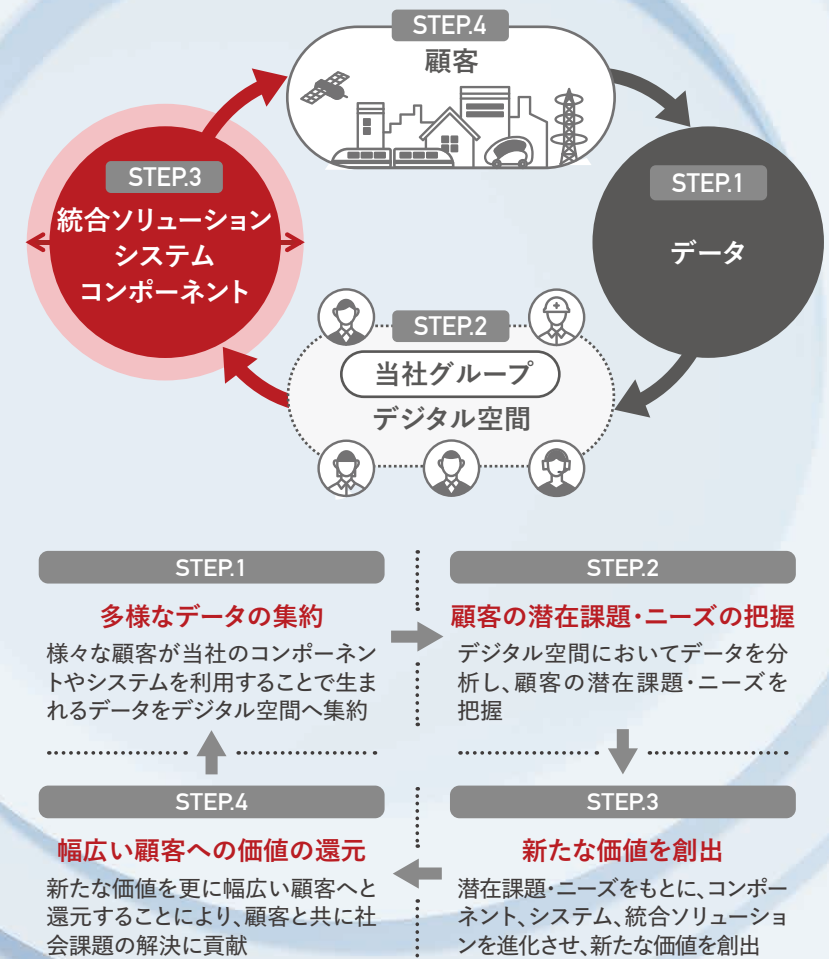 STEP.4
顧客
STEP.3
統合ソリューション
システム
コンポーネント
STEP.1
データ
STEP.2
当社グループ
デジタル空間
STEP.1
多様なデータの集約
様々な顧客が当社のコンポーネン
トやシステムを利用することで生ま
れるデータをデジタル空間へ集約
STEP.2
顧客の潜在課題・ニーズの把握
デジタル空間においてデータを分
析し、顧客の潜在課題・ニーズを
把握
STEP.4
幅広い顧客への価値の還元
新たな価値を更に幅広い顧客へと
還元することにより、顧客と共に社
会課題の解決に貢献
STEP.3
新たな価値を創出
潜在課題・ニーズをもとに、コンポー
ネント、システム、統合ソリューショ
ンを進化させ、新たな価値を創出